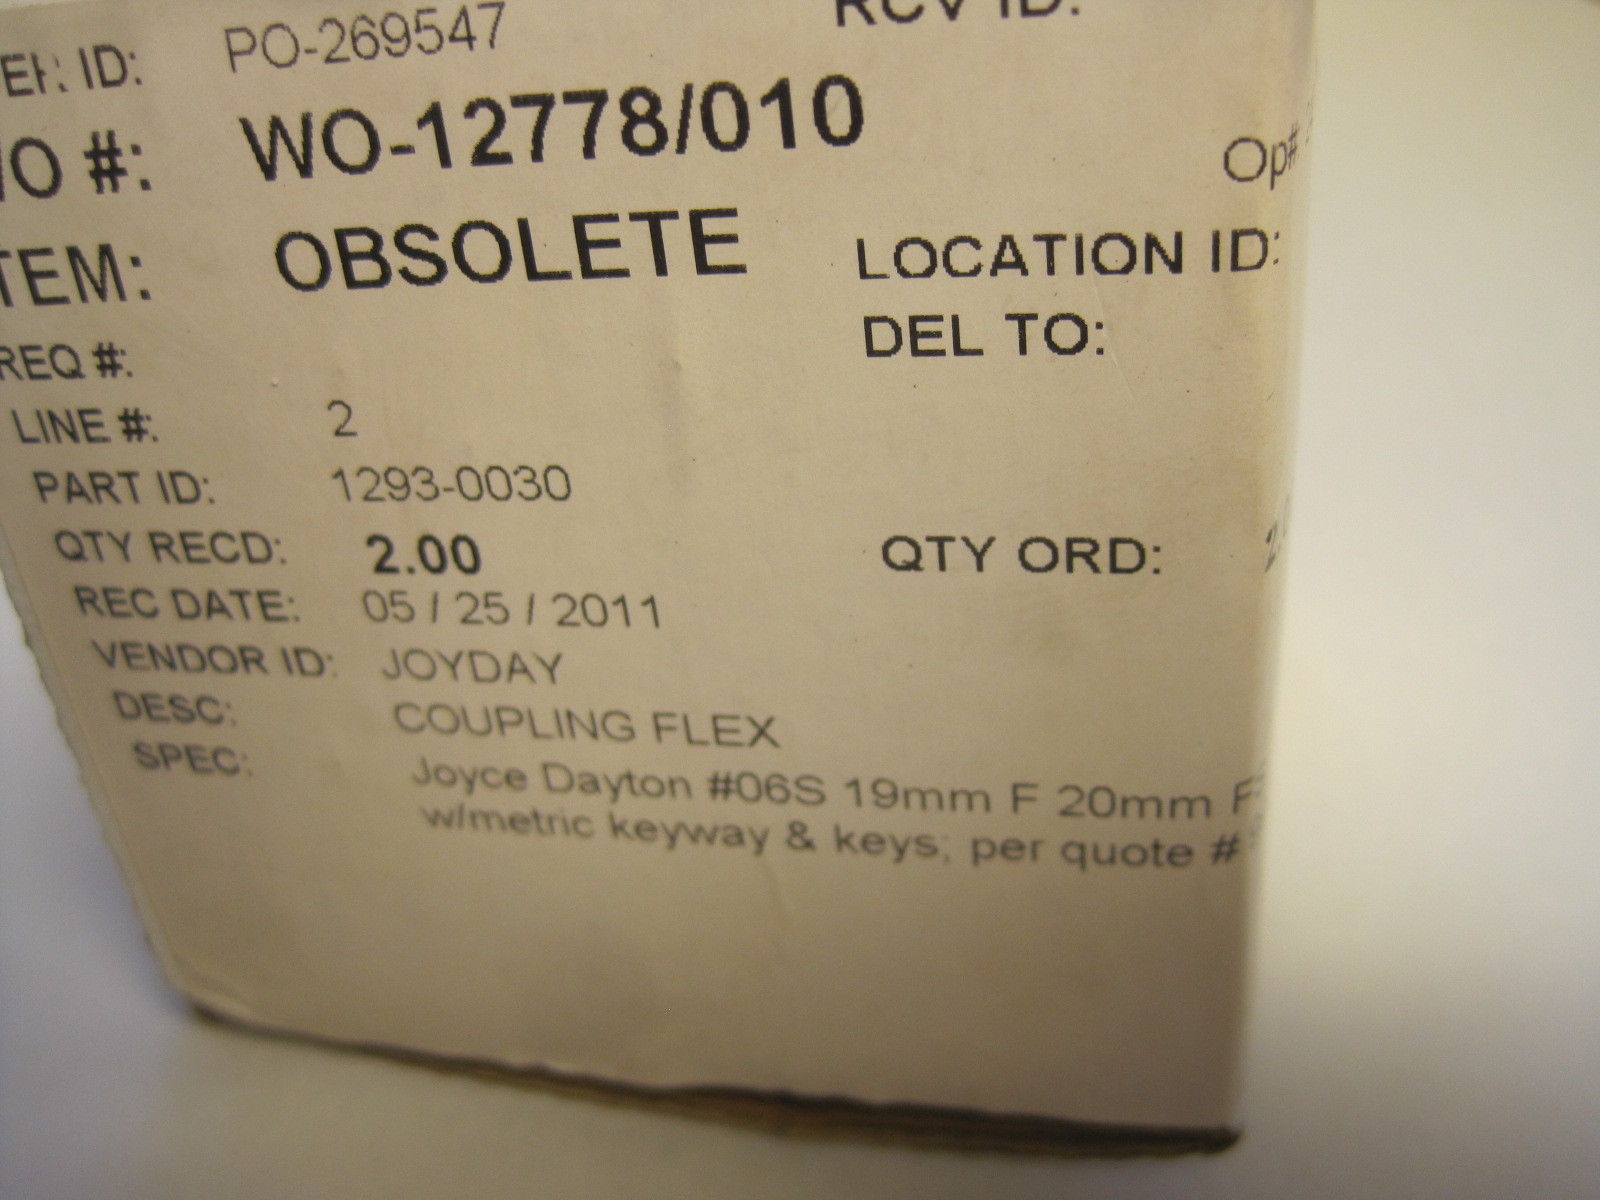 ID: PO-269547 RCV ID:
O #: WO-12778/010 Op#
TEM: OBSOLETE LOCATION ID:
DEL TO:
REQ #:
LINE #: 2
PART ID: 1293-0030
QTY RECD: 2.00 QTY ORD:
REC DATE: 05 / 25 / 2011
VENDOR ID: JOYDAY
DESC: COUPLING FLEX
SPEC: Joyce Dayton #06S 19mm F 20mm F
w/metric keyway & keys; per quote #